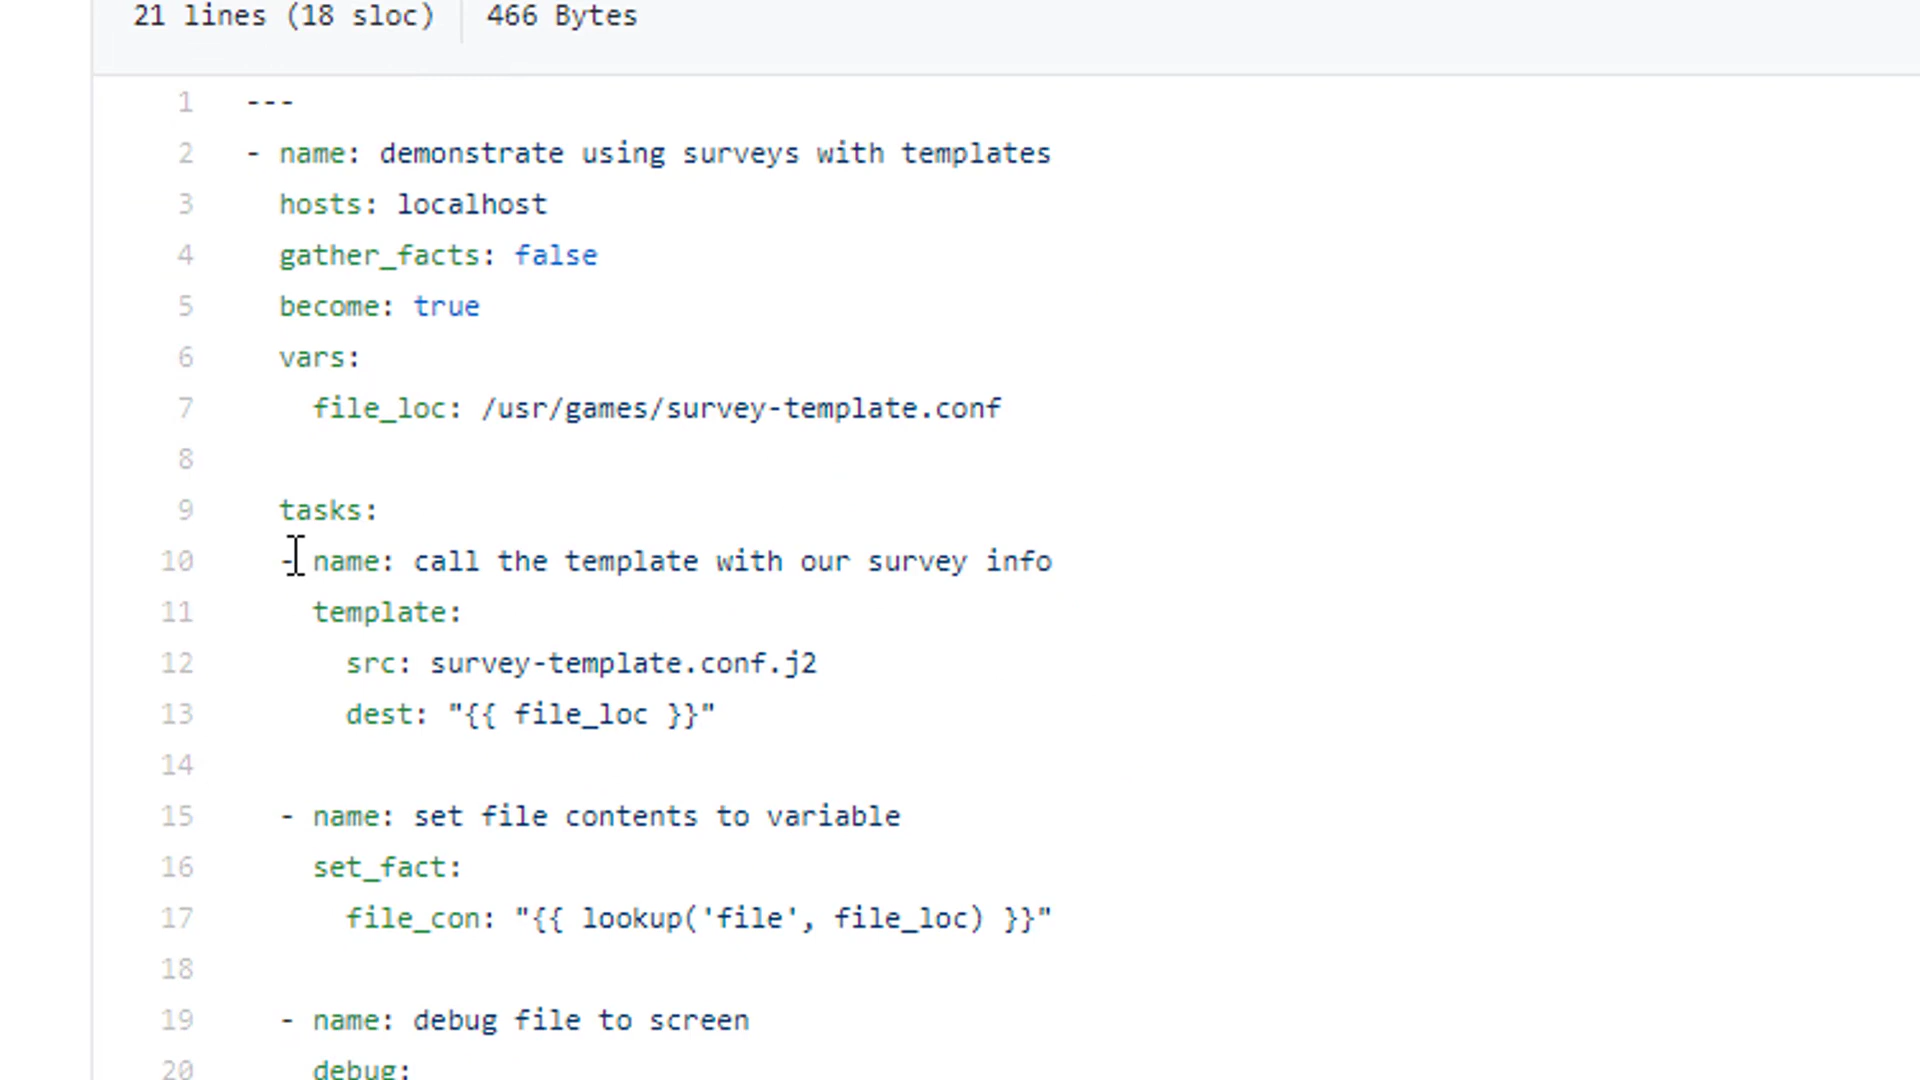 21 lines (18 sloc) 466 Bytes
1 ---
2 - name: demonstrate using surveys with templates
3 hosts: localhost
4 gather_facts: false
5 become: true
6 vars:
7 file_loc: /usr/games/survey-template.conf
8
9 tasks:
10 - name: call the template with our survey info
11 template:
12 src: survey-template.conf.j2
13 dest: "{{ file_loc }}"
14
15 - name: set file contents to variable
16 set_fact:
17 file_con: "{{ lookup('file', file_loc) }}"
18
19 - name: debug file to screen
20 debug: